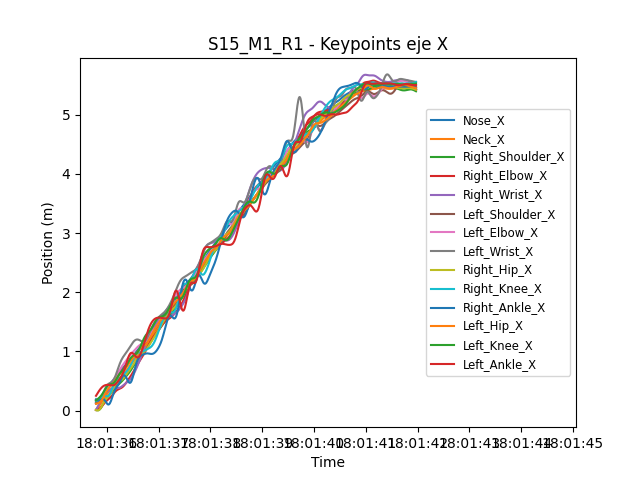 S15_M1_R1 - Keypoints eje X
Position (m)
5
4
3
2
1
0
Nose_X
Neck_X
Right_Shoulder_X
Right_Elbow_X
Right_Wrist_X
Left_Shoulder_X
Left_Elbow_X
Left_Wrist_X
Right_Hip_X
Right_Knee_X
Right_Ankle_X
Left_Hip_X
Left_Knee_X
Left_Ankle_X
18:01:36 18:01:37 18:01:38 18:01:39 18:01:40 18:01:41 18:01:42 18:01:43 18:01:44 18:01:45
Time